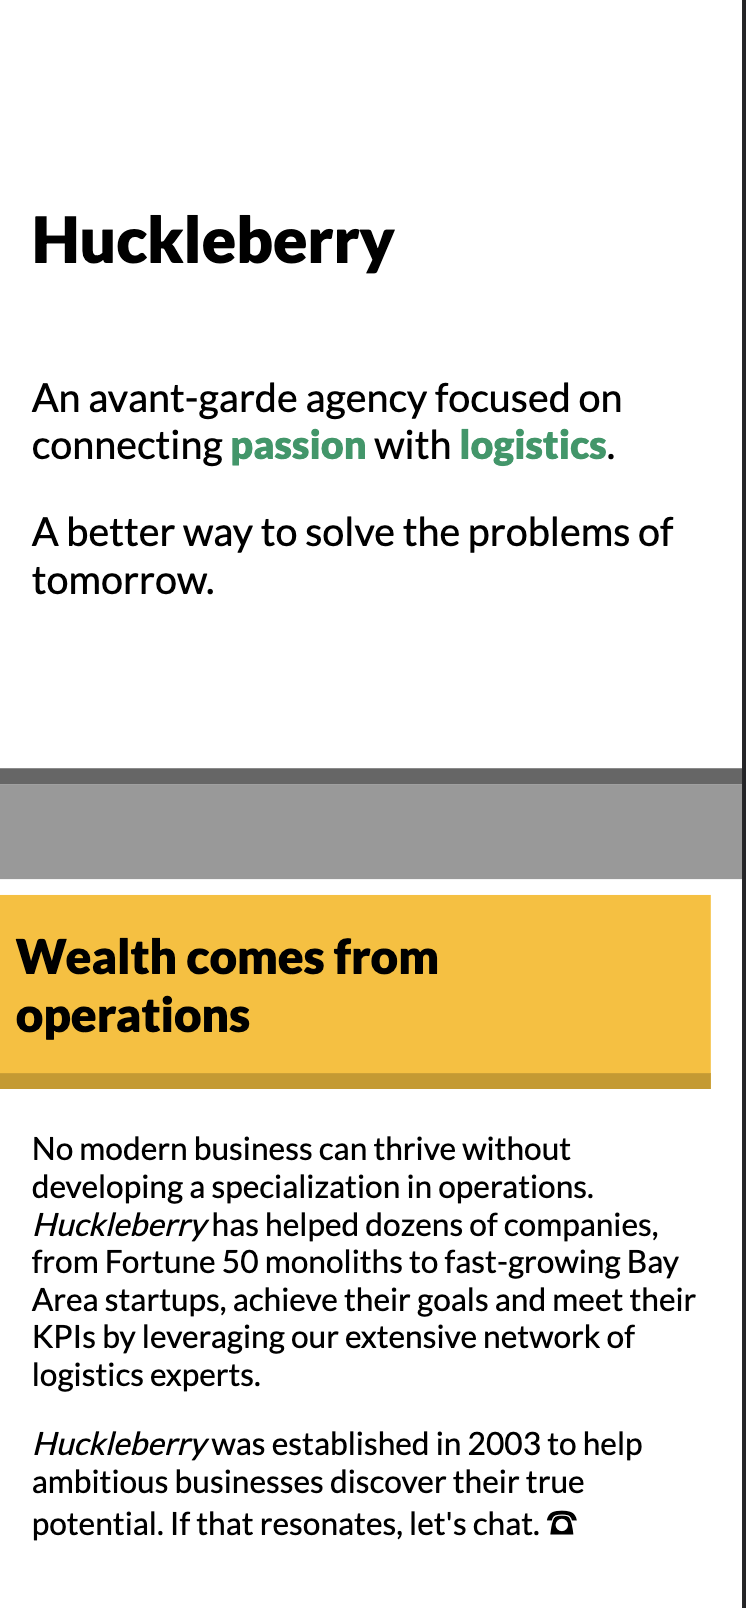 Huckleberry
An avant-garde agency focused on
connecting passion with logistics.
A better way to solve the problems of
tomorrow.
Wealth comes from
operations
No modern business can thrive without
developing a specialization in operations.
Huckleberry has helped dozens of companies,
from Fortune 50 monoliths to fast-growing Bay
Area startups, achieve their goals and meet their
KPIs by leveraging our extensive network of
logistics experts.
Huckleberry was established in 2003 to help
ambitious businesses discover their true
potential. If that resonates, let's chat. ☎